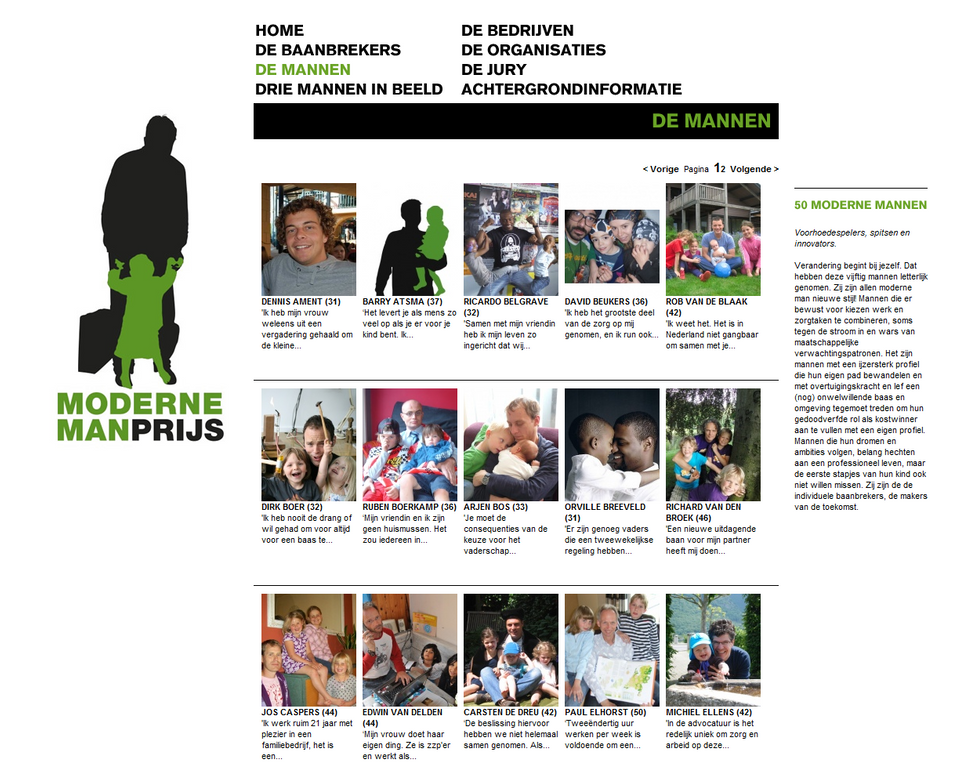 HOME
DE BAANBREKERS
DE MANNEN
DRIE MANNEN IN BEELD
DE BEDRIJVEN
DE ORGANISATIES
DE JURY
ACHTERGRONDINFORMATIE
DE MANNEN
< Vorige Pagina 1 2 Volgende >
MODERNE
MANPRIJS
DENNIS AMENT (31)
'Ik heb mijn vrouw
weleens uit een
vergadering gehaald om
de kleine...
BARRY ATSMA (37)
'Het levert je als mens zo
veel op als je er voor je
kind bent. Ik...
RICARDO BELGRAVE
(32)
'Samen met mijn vriendin
heb ik mijn leven zo
ingericht dat wij...
DAVID BEUKERS (36)
'Ik heb het grootste deel
van de zorg op mij
genomen, en ik run ook...
ROB VAN DE BLAAK
(42)
'Ik weet het. Het is in
Nederland niet gangbaar
om samen met je...
DIRK BOER (32)
'Ik heb nooit de drang of
wil gehad om voor altijd
voor een baas te...
RUBEN BOERKAMP (36)
'Mijn vriendin en ik zijn
geen huismussen. Het
zou iedereen in...
ARJEN BOS (33)
'Je moet de
consequenties van de
keuze voor het
vaderschap...
ORVILLE BREEVELD
(31)
'Er zijn genoeg vaders
die een tweewekelijkse
regeling hebben...
RICHARD VAN DEN
BROEK (46)
'Een nieuwe uitdagende
baan voor mijn partner
heeft mij doen...
JOS CASPERS (44)
'Ik werk ruim 21 jaar met
plezier in een
familiebedrijf, het is
een...
EDWIN VAN DELDEN
(44)
'Mijn vrouw doet haar
eigen ding. Ze is zzp'er
en werkt als...
CARSTEN DE DREU (42)
'De beslissing hiervoor
hebben we niet helemaal
samen genomen. Als...
PAUL ELHORST (50)
'Tweeëndertig uur
werken per week is
voldoende om een...
MICHIEL ELLENS (42)
'In de advocatuur is het
redelijk uniek om zorg en
arbeid op deze...
50 MODERNE MANNEN
Voorhoedespelers, spitsen en
innovators.
Verandering begint bij jezelf. Dat
hebben deze vijftig mannen letterlijk
genomen. Zij zijn allen moderne
man nieuwe stijl! Mannen die er
bewust voor kiezen werk en
zorgtaken te combineren, soms
tegen de stroom in en wars van
maatschappelijke
verwachtingspatronen. Het zijn
mannen met een ijzersterk profiel
die hun eigen pad bewandelen en
met overtuigingskracht en lef een
(nog) onwelwillende baas en
omgeving tegemoet treden om hun
gedoodverfde rol als kostwinner
aan te vullen met een eigen profiel.
Mannen die hun dromen en
ambities volgen, belang hechten
aan een professioneel leven, maar
de eerste stapjes van hun kind ook
niet willen missen. Zij zijn de de
individuele baanbrekers, de makers
van de toekomst.